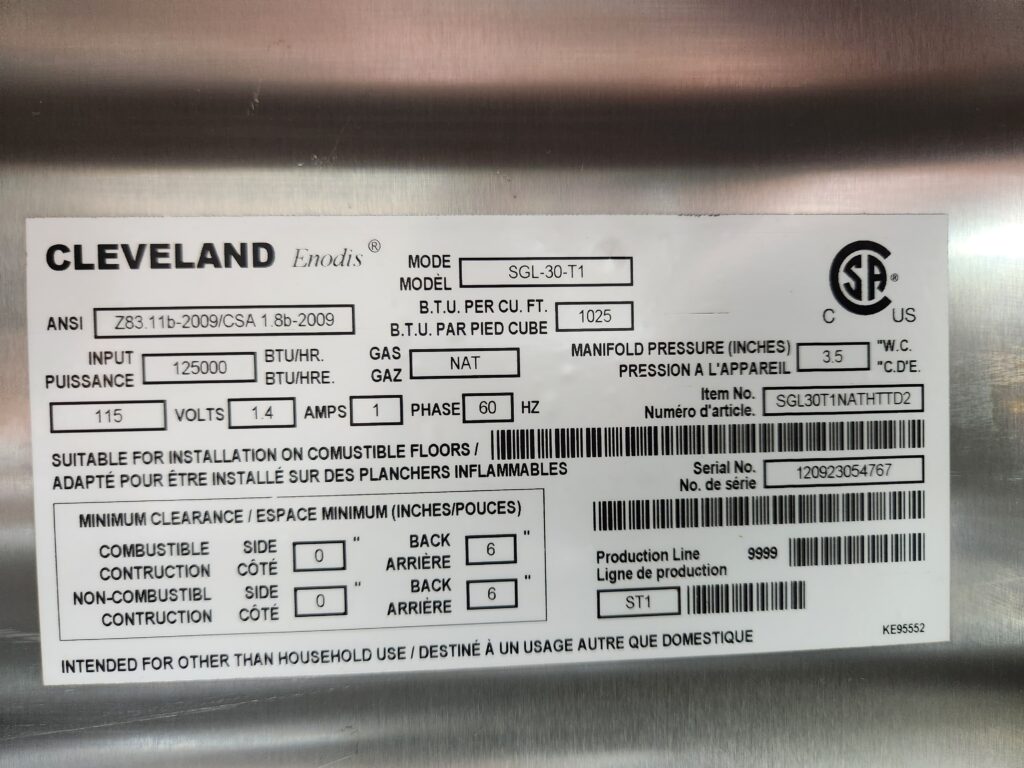 CLEVELAND Enodis®
MODE
MODÈL
SGL-30-T1
CSA®
C US
ANSI Z83.11b-2009/CSA 1.8b-2009
B.T.U. PER CU. FT.
B.T.U. PAR PIED CUBE
1025
INPUT
PUISSANCE
125000
BTU/HR.
BTU/HRE.
GAS
GAZ
NAT
MANIFOLD PRESSURE (INCHES)
PRESSION A L'APPAREIL
3.5
"W.C.
"C.D'E.
115 VOLTS 1.4 AMPS 1 PHASE 60 HZ
Item No.
Numéro d'article.
SGL30T1NATHTTD2
SUITABLE FOR INSTALLATION ON COMUSTIBLE FLOORS /
ADAPTÉ POUR ÊTRE INSTALLÉ SUR DES PLANCHERS INFLAMMABLES
Serial No.
No. de série
120923054767
MINIMUM CLEARANCE / ESPACE MINIMUM (INCHES/POUCES)
COMBUSTIBLE
CONTRUCTION
SIDE
CÔTÉ
0 "
BACK
ARRIÈRE
6 "
NON-COMBUSTIBL
CONTRUCTION
SIDE
CÔTÉ
0 "
BACK
ARRIÈRE
6 "
Production Line 9999
Ligne de production
ST1
INTENDED FOR OTHER THAN HOUSEHOLD USE / DESTINÉ À UN USAGE AUTRE QUE DOMESTIQUE
KE95552